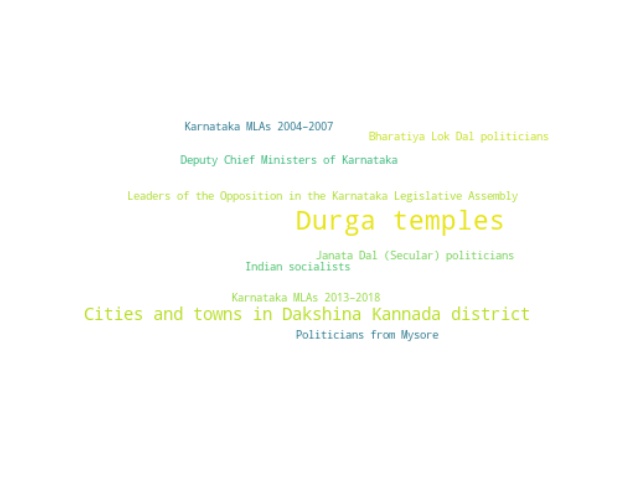 Karnataka MLAs 2004–2007
Bharatiya Lok Dal politicians
Deputy Chief Ministers of Karnataka
Leaders of the Opposition in the Karnataka Legislative Assembly
Durga temples
Janata Dal (Secular) politicians
Indian socialists
Karnataka MLAs 2013–2018
Cities and towns in Dakshina Kannada district
Politicians from Mysore